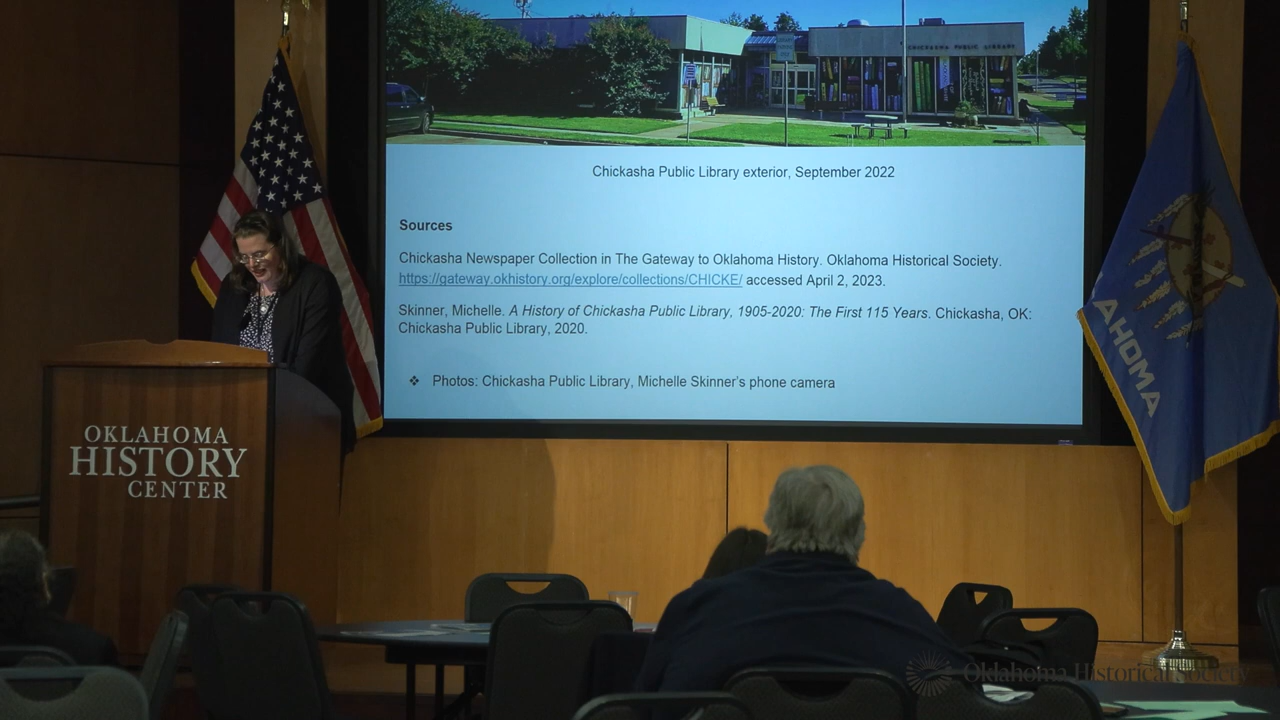 CHICKASHA PUBLIC LIBRARY
Chickasha Public Library exterior, September 2022
Sources
Chickasha Newspaper Collection in The Gateway to Oklahoma History. Oklahoma Historical Society.
https://gateway.okhistory.org/explore/collections/CHICKE/ accessed April 2, 2023.
Skinner, Michelle. A History of Chickasha Public Library, 1905-2020: The First 115 Years. Chickasha, OK:
Chickasha Public Library, 2020.
❖ Photos: Chickasha Public Library, Michelle Skinner's phone camera
OKLAHOMA
HISTORY
CENTER
AHOMA
Oklahoma Historical Society